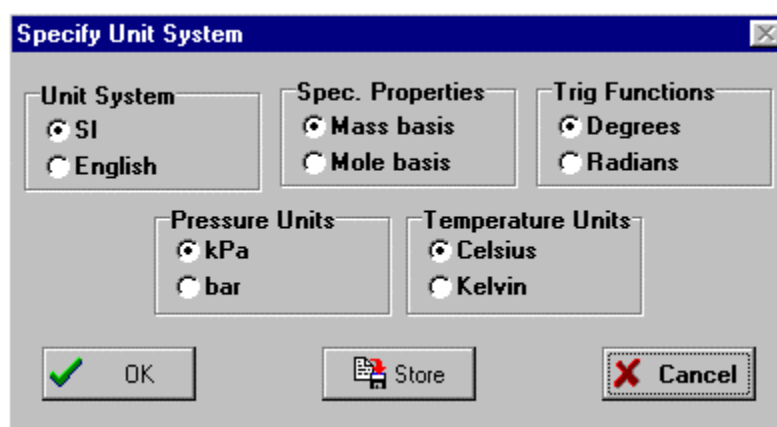 Specify Unit System
Unit System
SI
English
Spec. Properties
Mass basis
Mole basis
Trig Functions
Degrees
Radians
Pressure Units
kPa
bar
Temperature Units
Celsius
Kelvin
OK
Store
Cancel